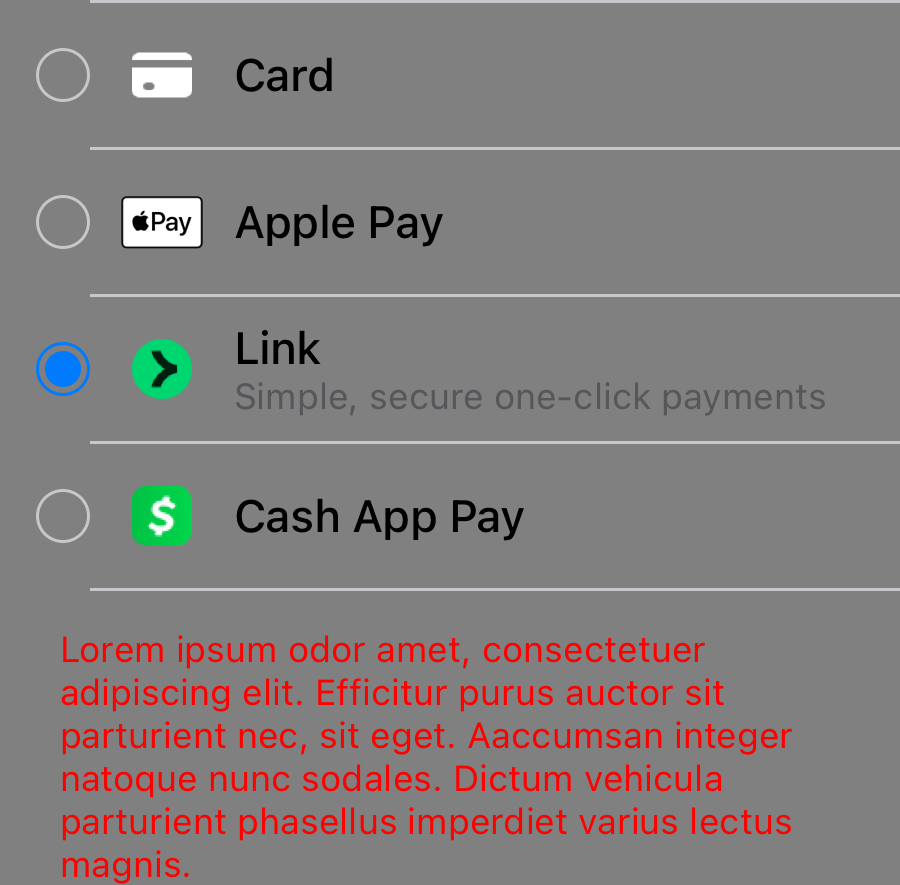 Card
Pay
Apple Pay
Link
Simple, secure one-click payments
$
Cash App Pay
Lorem ipsum odor amet, consectetuer
adipiscing elit. Efficitur purus auctor sit
parturient nec, sit eget. Aaccumsan integer
natoque nunc sodales. Dictum vehicula
parturient phasellus imperdiet varius lectus
magnis.